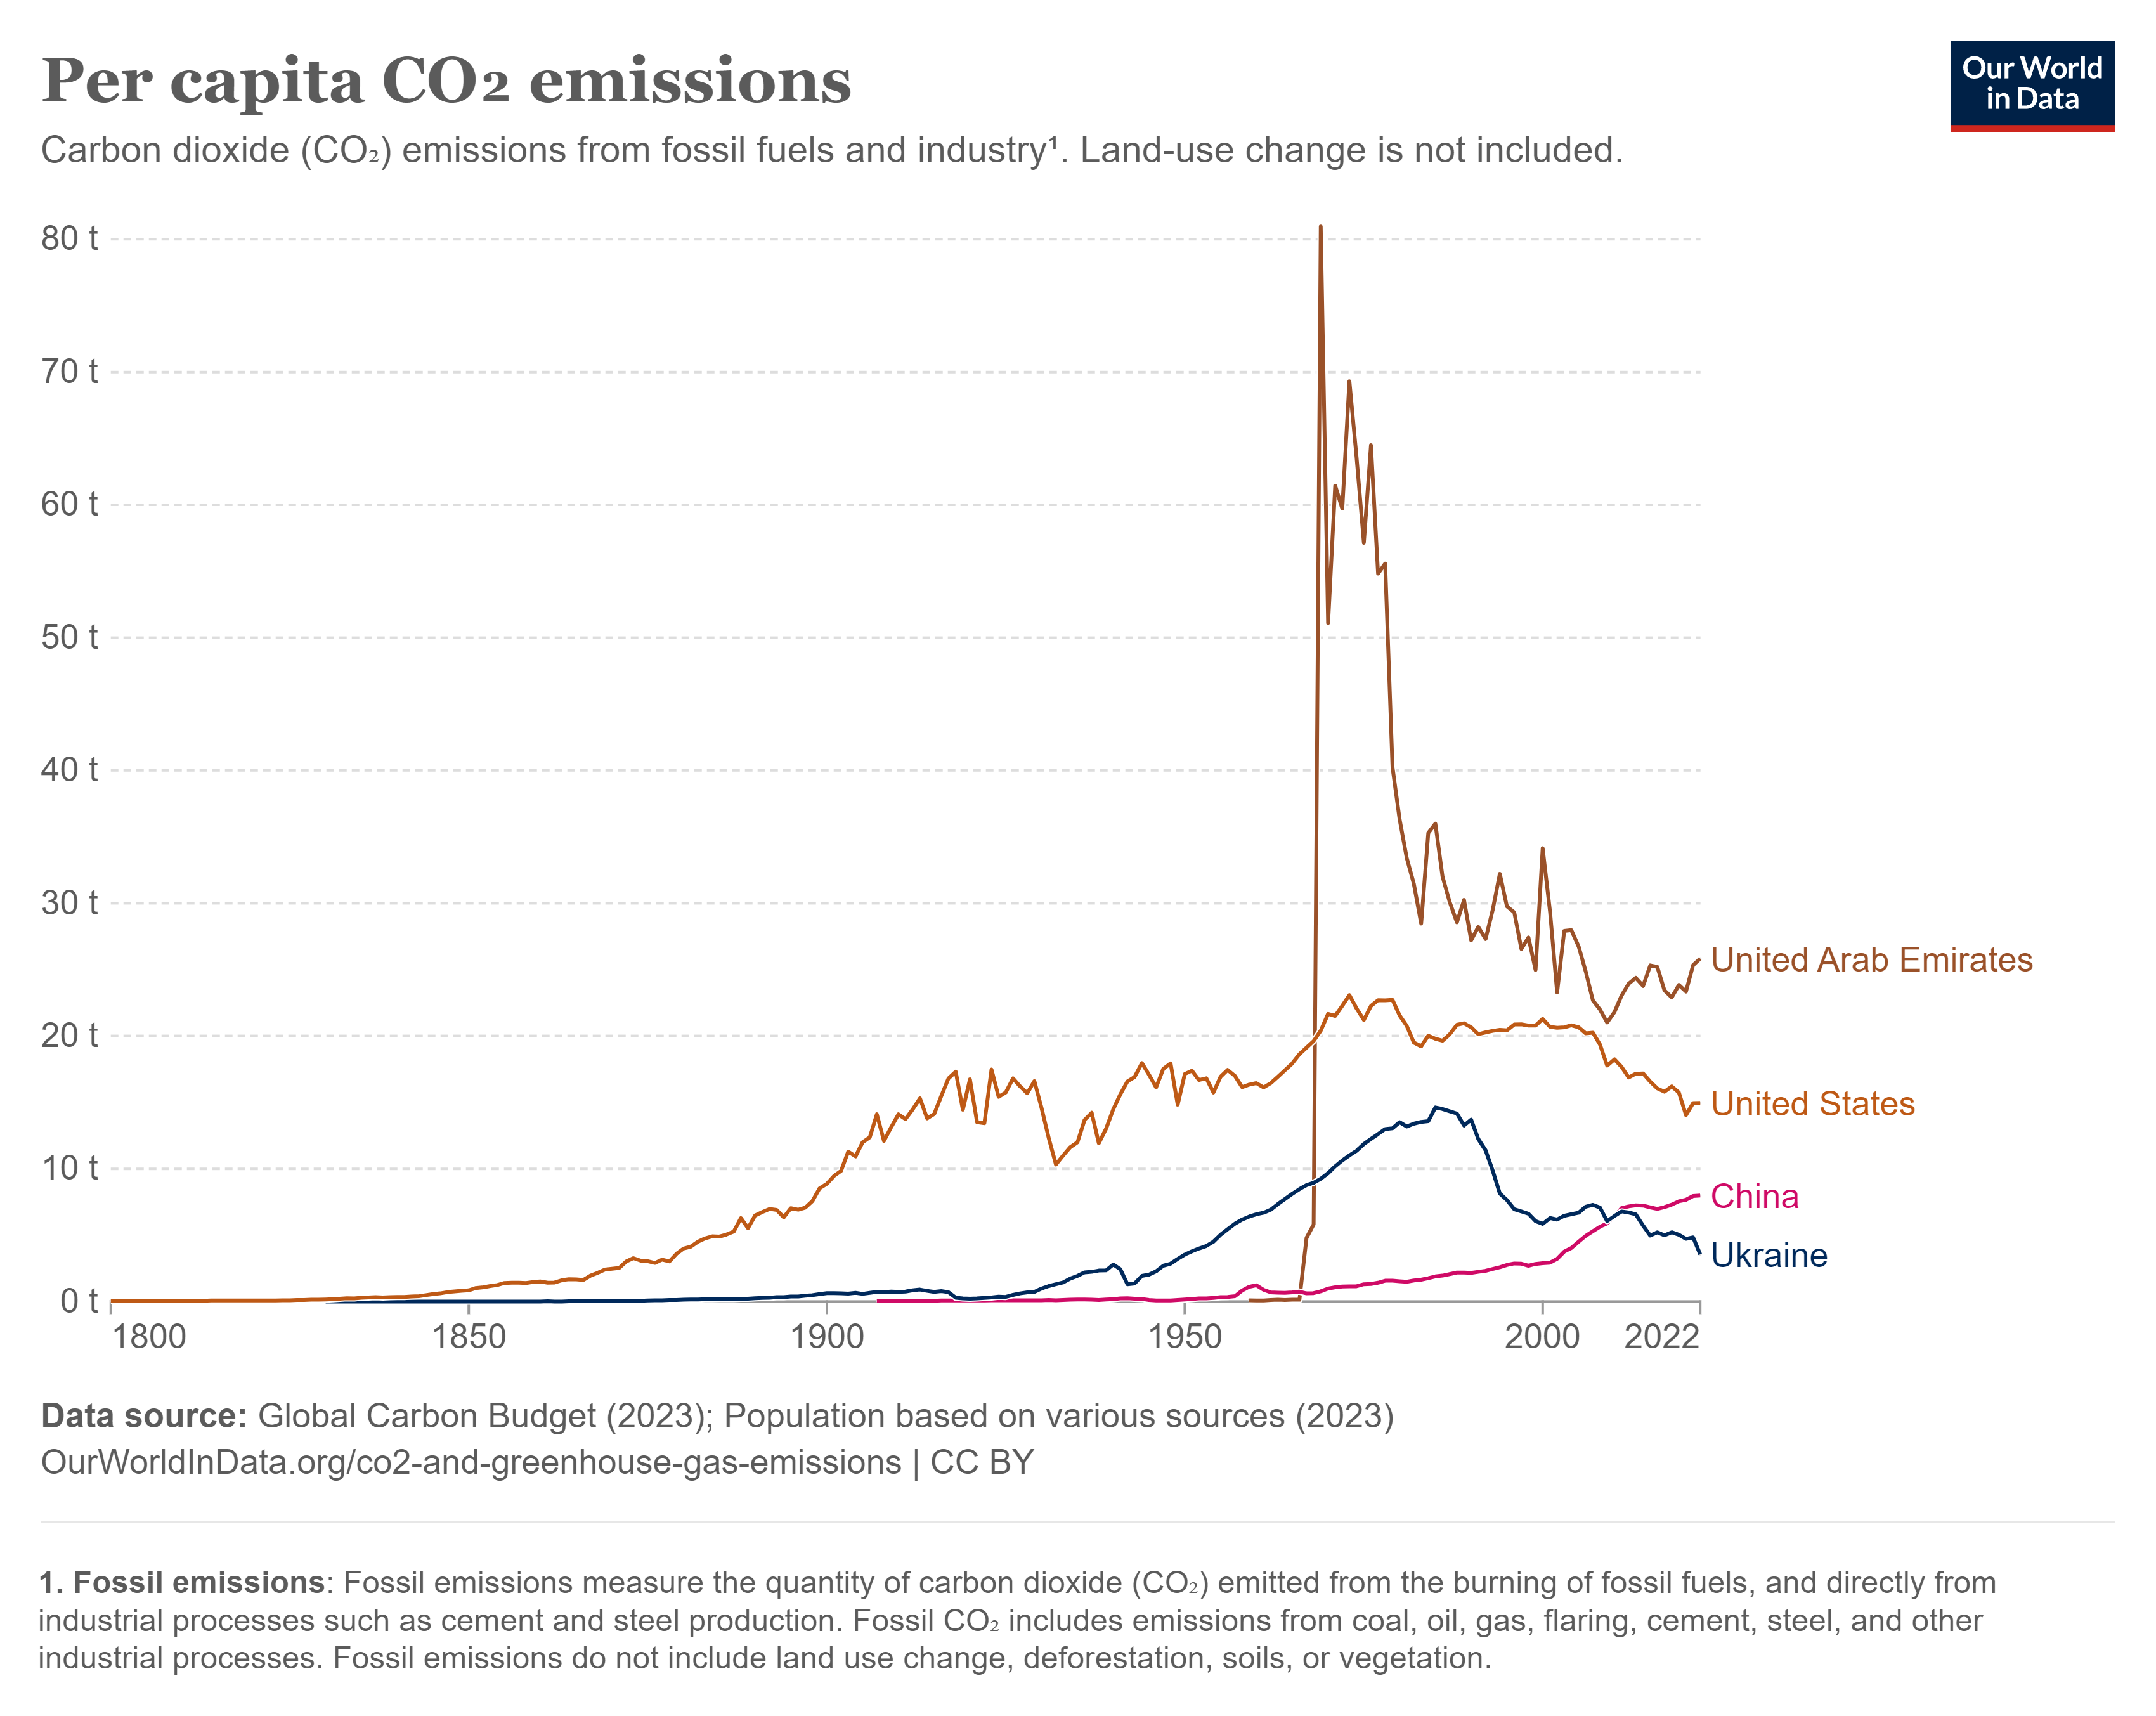 Per capita CO₂ emissions
Our World
in Data
Carbon dioxide (CO₂) emissions from fossil fuels and industry¹. Land-use change is not included.
80 t
70 t
60 t
50 t
40 t
30 t
United Arab Emirates
20 t
United States
10 t
China
Ukraine
0 t
1800 1850 1900 1950 2000 2022
Data source: Global Carbon Budget (2023); Population based on various sources (2023)
OurWorldInData.org/co2-and-greenhouse-gas-emissions | CC BY
1. Fossil emissions: Fossil emissions measure the quantity of carbon dioxide (CO₂) emitted from the burning of fossil fuels, and directly from
industrial processes such as cement and steel production. Fossil CO₂ includes emissions from coal, oil, gas, flaring, cement, steel, and other
industrial processes. Fossil emissions do not include land use change, deforestation, soils, or vegetation.